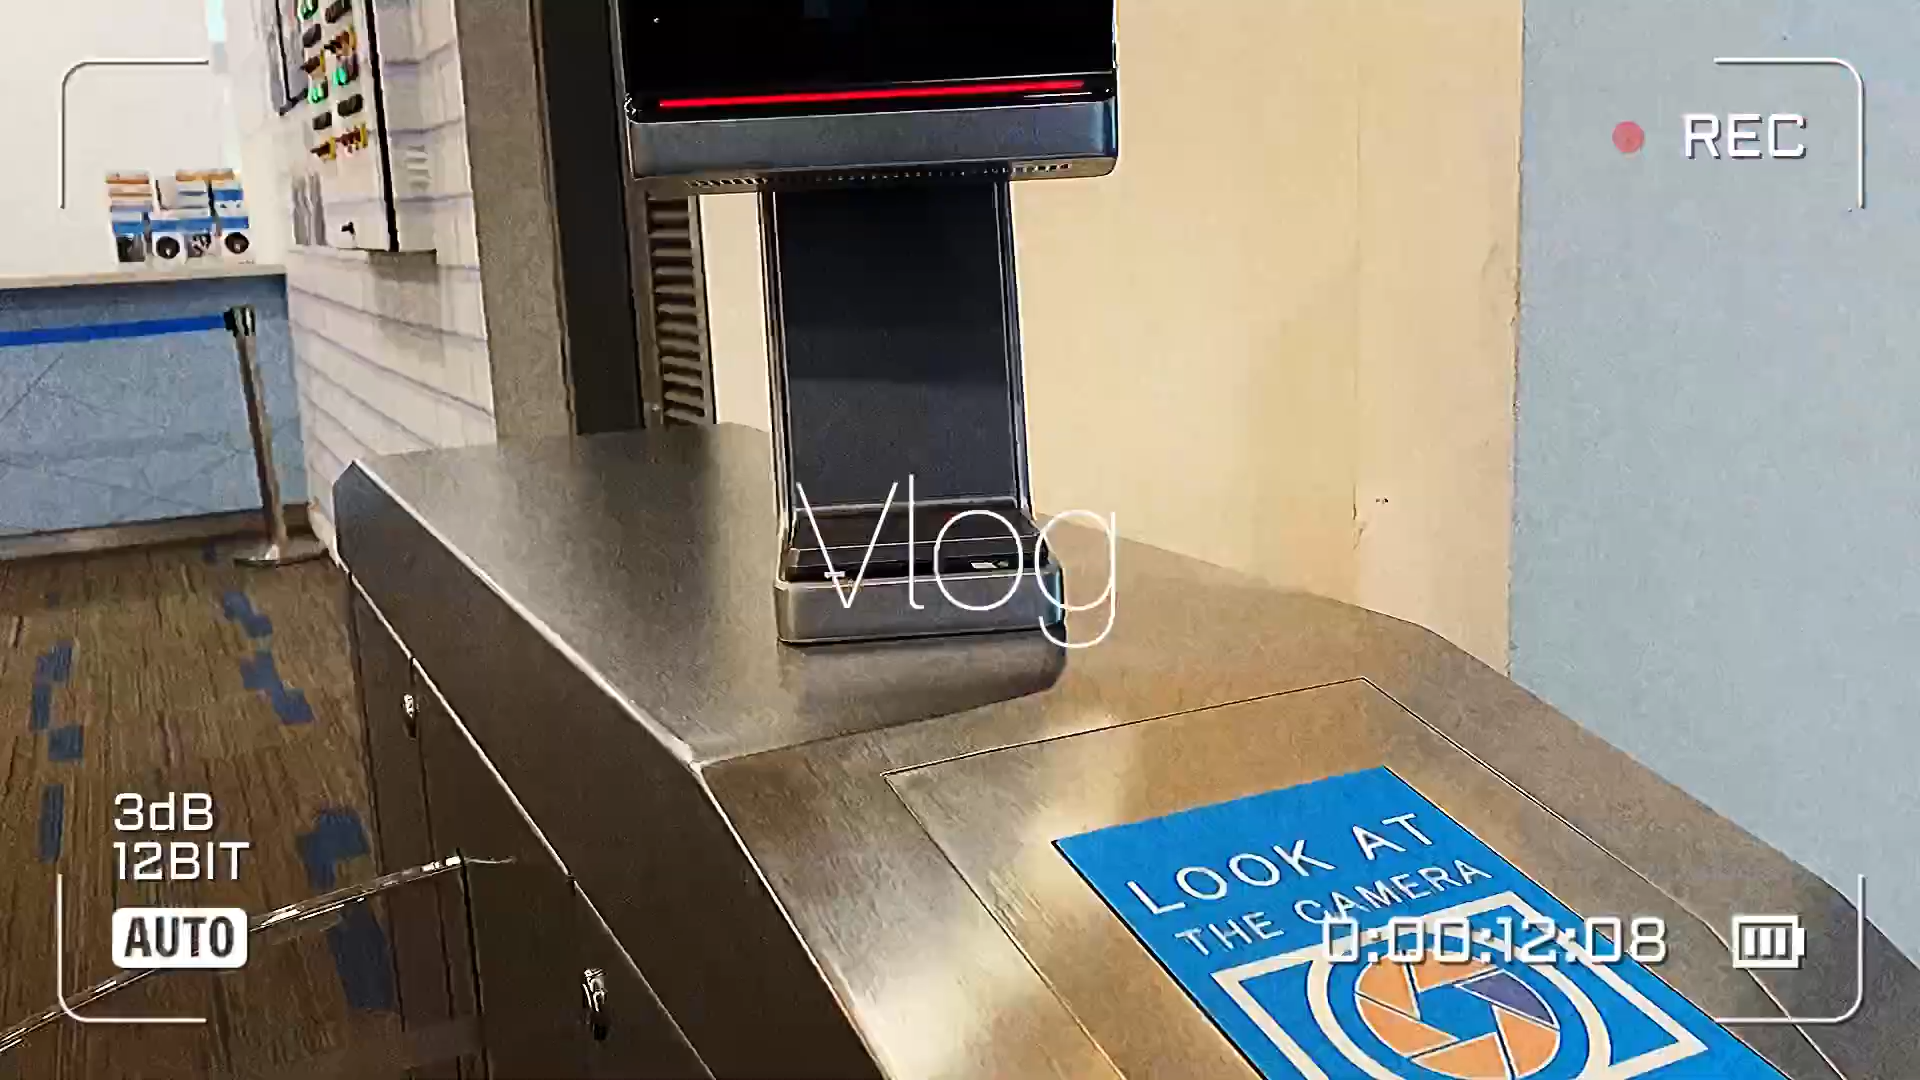 REC
Vlog
3dB
12BIT
AUTO
LOOK AT
THE CAMERA
0:00:12:08